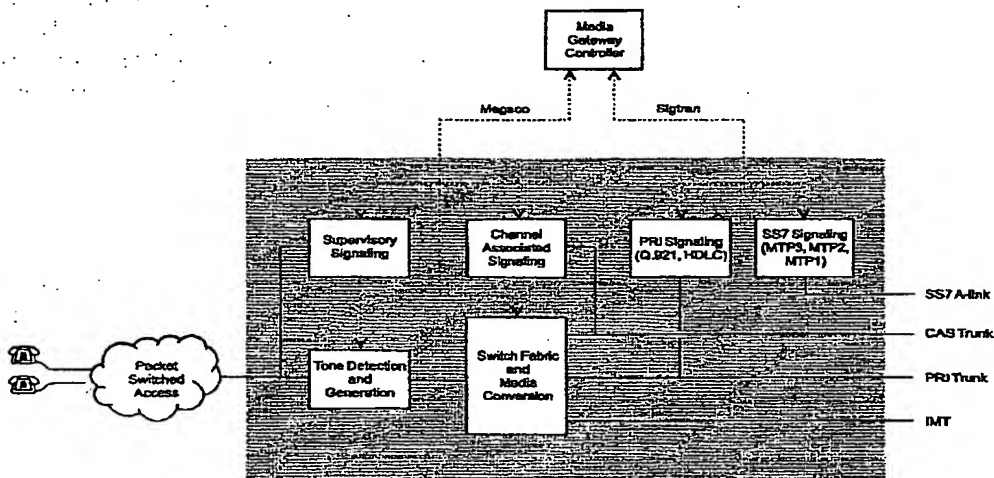 Media
Gateway
Controller
Megaco
Sigtran
Supervisory
Signaling
Channel
Associated
Signaling
PRI Signaling
(Q.921, HDLC)
SS7 Signaling
(MTP3, MTP2,
MTP1)
SS7 A-link
CAS Trunk
PRI Trunk
IMT
Switch Fabric
and
Media
Conversion
Tone Detection
and
Generation
Packet
Switched
Access